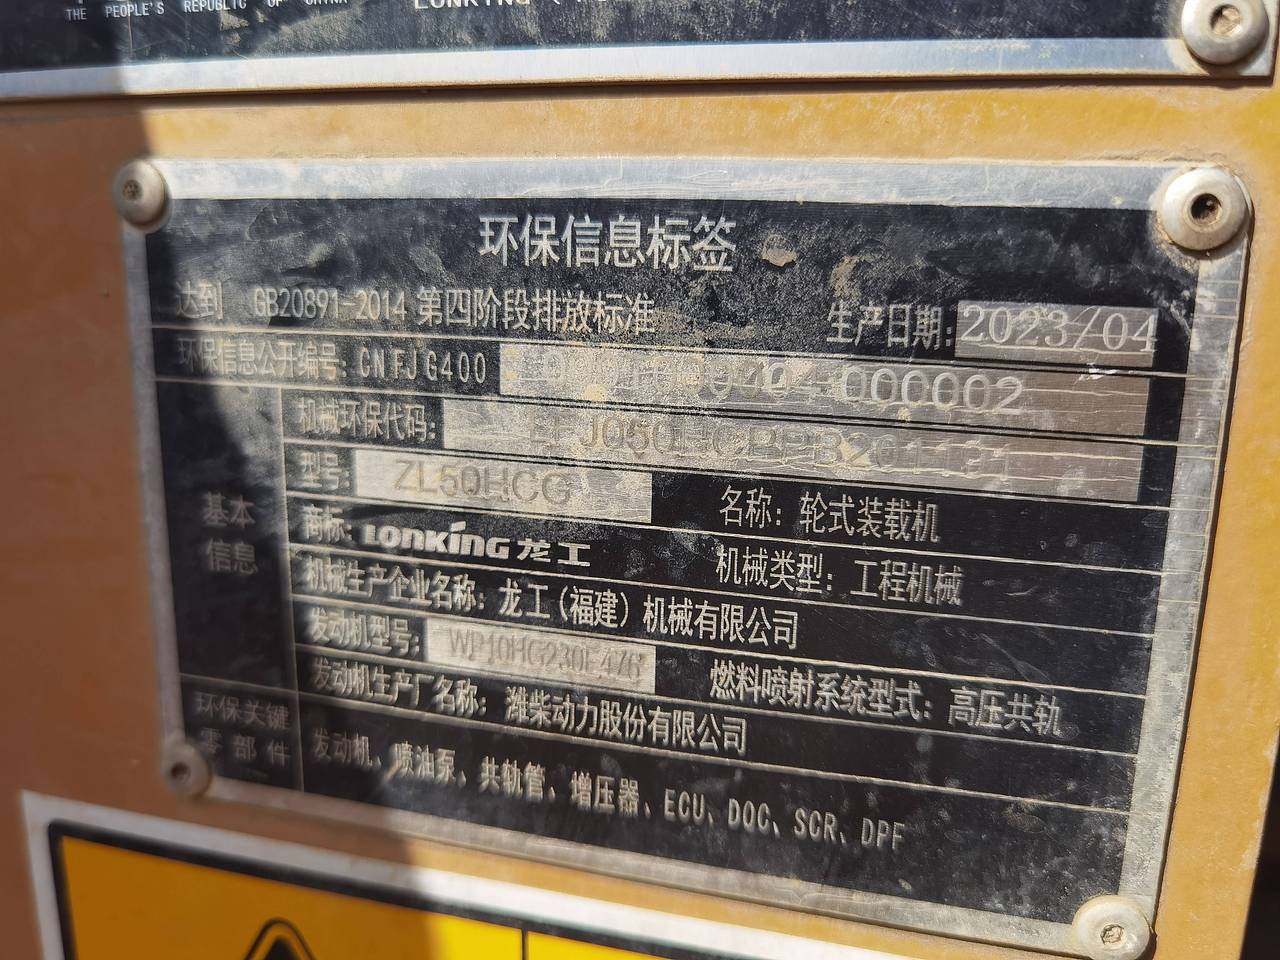 THE PEOPLE'S REPUBLIC OF CHINA LONKING
环保信息标签
达到 GB20891-2014 第四阶段排放标准 生产日期: 2023/04
环保信息公开编号: CN FJ G400 000002
机械环保代码:
型号: ZL50HCG 名称: 轮式装载机
商标: LONKING 龙工 机械类型: 工程机械
机械生产企业名称: 龙工(福建)机械有限公司
发动机型号: 燃料喷射系统型式: 高压共轨
发动机生产厂名称: 潍柴动力股份有限公司
基本
信息
环保关键
零部件
发动机、喷油泵、共轨管、增压器、ECU、DOC、SCR、DPF